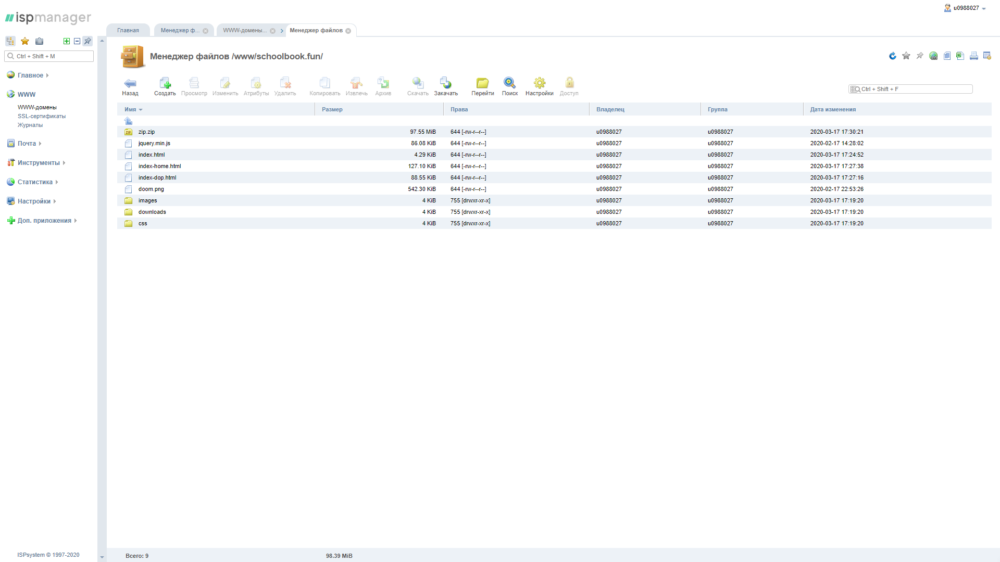 u0988027
ispmanager
Главная
Менеджер ф...
WWW-домены...
Менеджер файлов
Ctrl + Shift + M
Менеджер файлов /www/schoolbook.fun/
Главное
WWW
WWW-домены
SSL-сертификаты
Журналы
Почта
Инструменты
Статистика
Настройки
Доп. приложения
Назад Создать Просмотр Изменить Атрибуты Удалить Копировать Извлечь Архив Скачать Закачать Перейти Поиск Настройки Доступ
Ctrl + Shift + F
Имя Размер Права Владелец Группа Дата изменения
ZIP zip.zip 97.55 MiB 644 [-rw-r--r--] u0988027 u0988027 2020-03-17 17:30:21
jquery.min.js 86.08 KiB 644 [-rw-r--r--] u0988027 u0988027 2020-02-17 14:28:02
index.html 4.29 KiB 644 [-rw-r--r--] u0988027 u0988027 2020-03-17 17:24:52
index-home.html 127.10 KiB 644 [-rw-r--r--] u0988027 u0988027 2020-03-17 17:27:38
index-dop.html 88.55 KiB 644 [-rw-r--r--] u0988027 u0988027 2020-03-17 17:27:16
doom.png 542.30 KiB 644 [-rw-r--r--] u0988027 u0988027 2020-02-17 22:53:26
images 4 KiB 755 [drwxr-xr-x] u0988027 u0988027 2020-03-17 17:19:20
downloads 4 KiB 755 [drwxr-xr-x] u0988027 u0988027 2020-03-17 17:19:20
css 4 KiB 755 [drwxr-xr-x] u0988027 u0988027 2020-03-17 17:19:20
ISPsystem © 1997-2020
Всего: 9 98.39 MiB